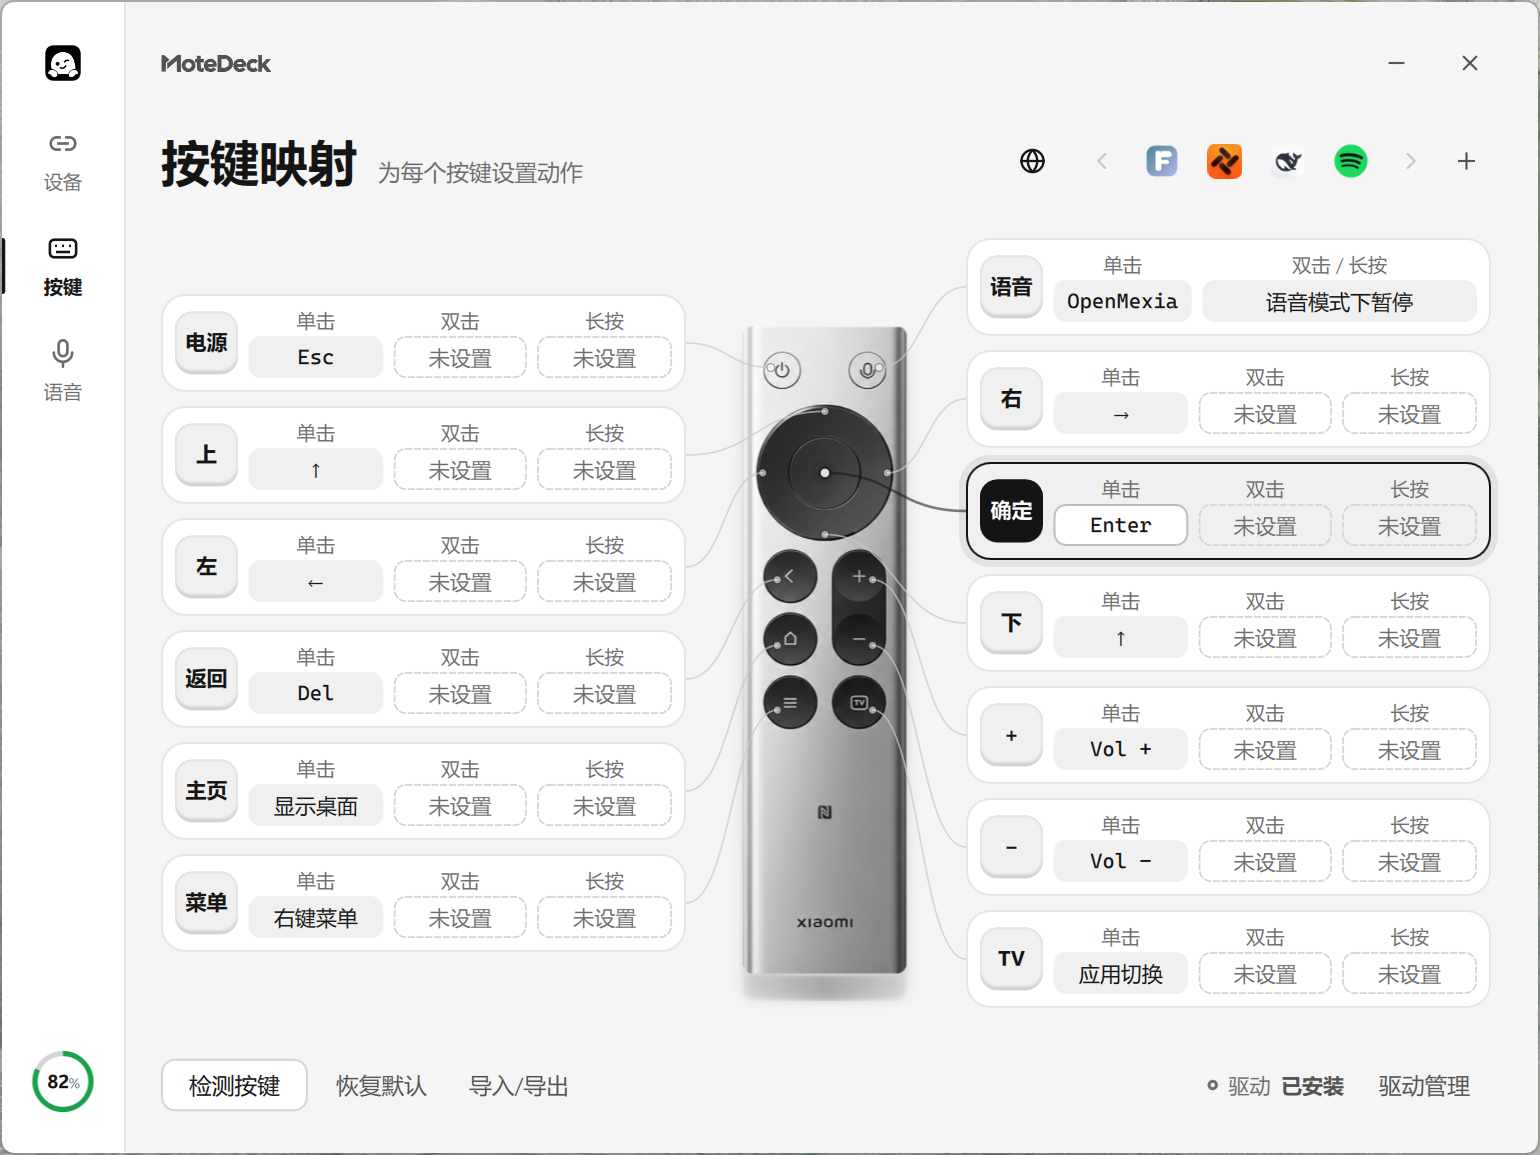 MoteDeck
按键映射 为每个按键设置动作
设备
按键
语音
82%
电源 单击 Esc 双击 未设置 长按 未设置
上 单击 ↑ 双击 未设置 长按 未设置
左 单击 ← 双击 未设置 长按 未设置
返回 单击 Del 双击 未设置 长按 未设置
主页 单击 显示桌面 双击 未设置 长按 未设置
菜单 单击 右键菜单 双击 未设置 长按 未设置
TV
xiaomi
语音 单击 OpenMexia 双击 / 长按 语音模式下暂停
右 单击 → 双击 未设置 长按 未设置
确定 单击 Enter 双击 未设置 长按 未设置
下 单击 ↑ 双击 未设置 长按 未设置
+ 单击 Vol + 双击 未设置 长按 未设置
− 单击 Vol − 双击 未设置 长按 未设置
TV 单击 应用切换 双击 未设置 长按 未设置
检测按键 恢复默认 导入/导出
驱动 已安装 驱动管理